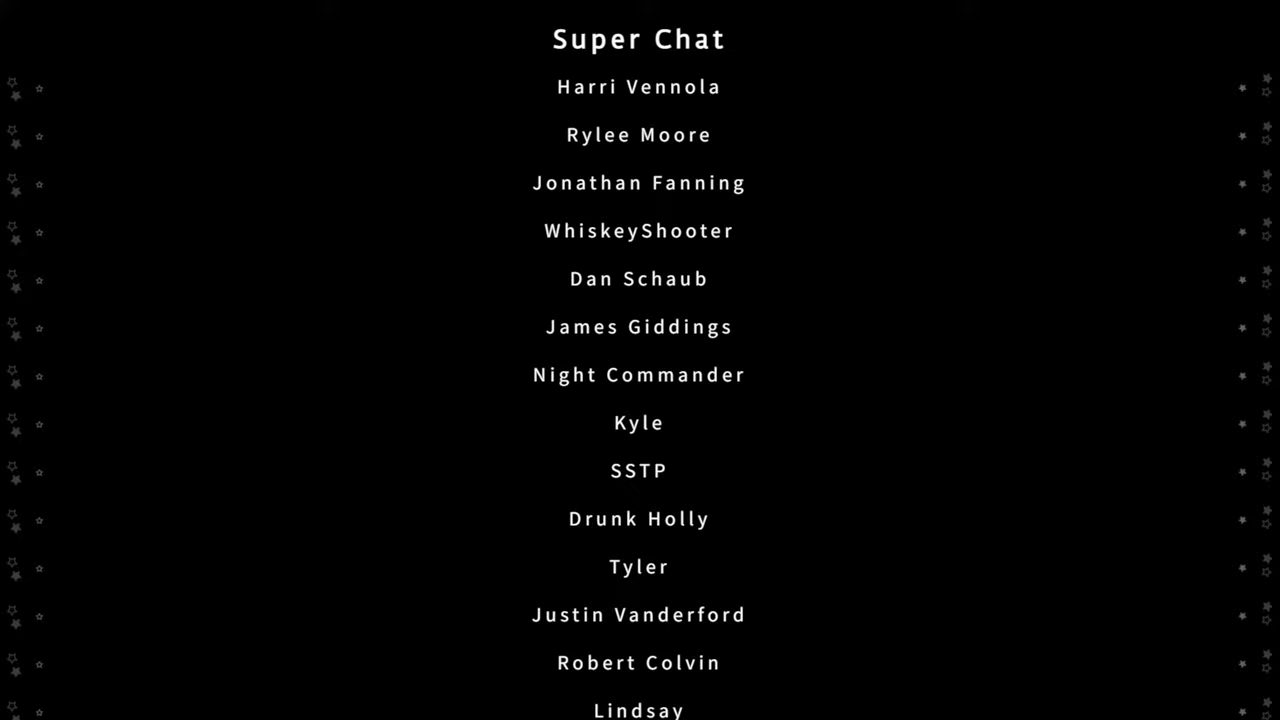 Super Chat
Harri Vennola
Rylee Moore
Jonathan Fanning
WhiskeyShooter
Dan Schaub
James Giddings
Night Commander
Kyle
SSTP
Drunk Holly
Tyler
Justin Vanderford
Robert Colvin
Lindsay